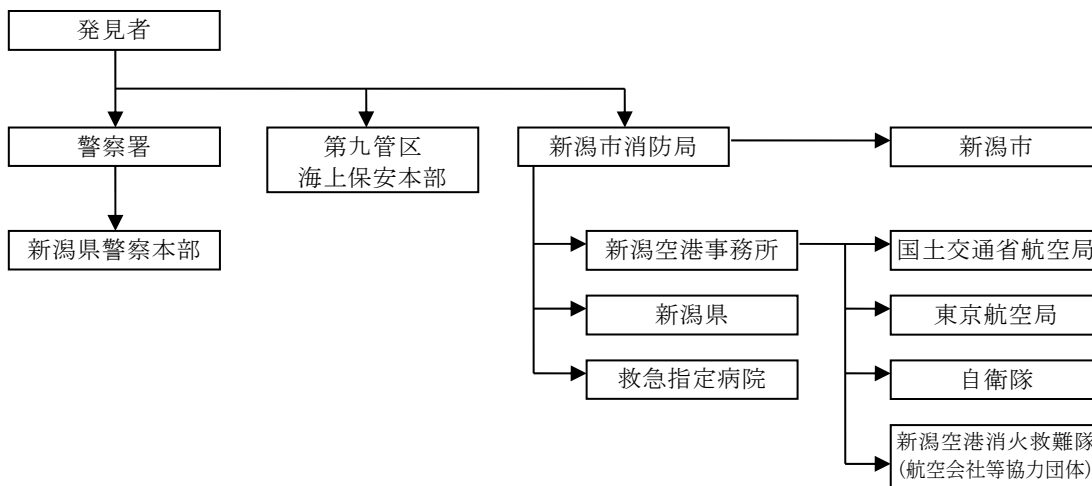 発見者
警察署
第九管区
海上保安本部
新潟市消防局
新潟市
新潟県警察本部
新潟空港事務所
国土交通省航空局
新潟県
東京航空局
救急指定病院
自衛隊
新潟空港消火救難隊
(航空会社等協力団体)